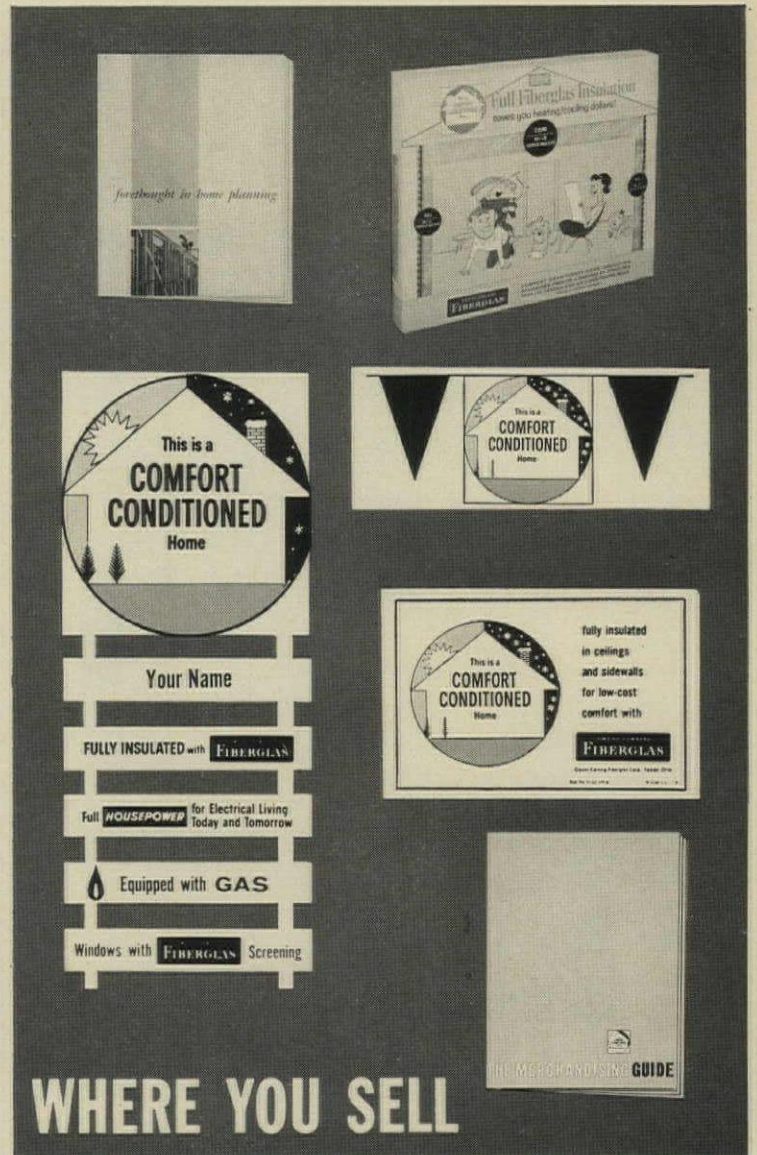 forethought in home planning
Full Fiberglas Insulation
saves you heating/cooling dollars!
FIBERGLAS
This is a
COMFORT
CONDITIONED
Home
Your Name
FULLY INSULATED with FIBERGLAS
Full HOUSEPOWER for Electrical Living
Today and Tomorrow
Equipped with GAS
Windows with FIBERGLAS Screening
This is a
COMFORT
CONDITIONED
Home
This is a
COMFORT
CONDITIONED
Home
fully insulated
in ceilings
and sidewalls
for low-cost
comfort with
FIBERGLAS
THE MERCHANDISING GUIDE
WHERE YOU SELL